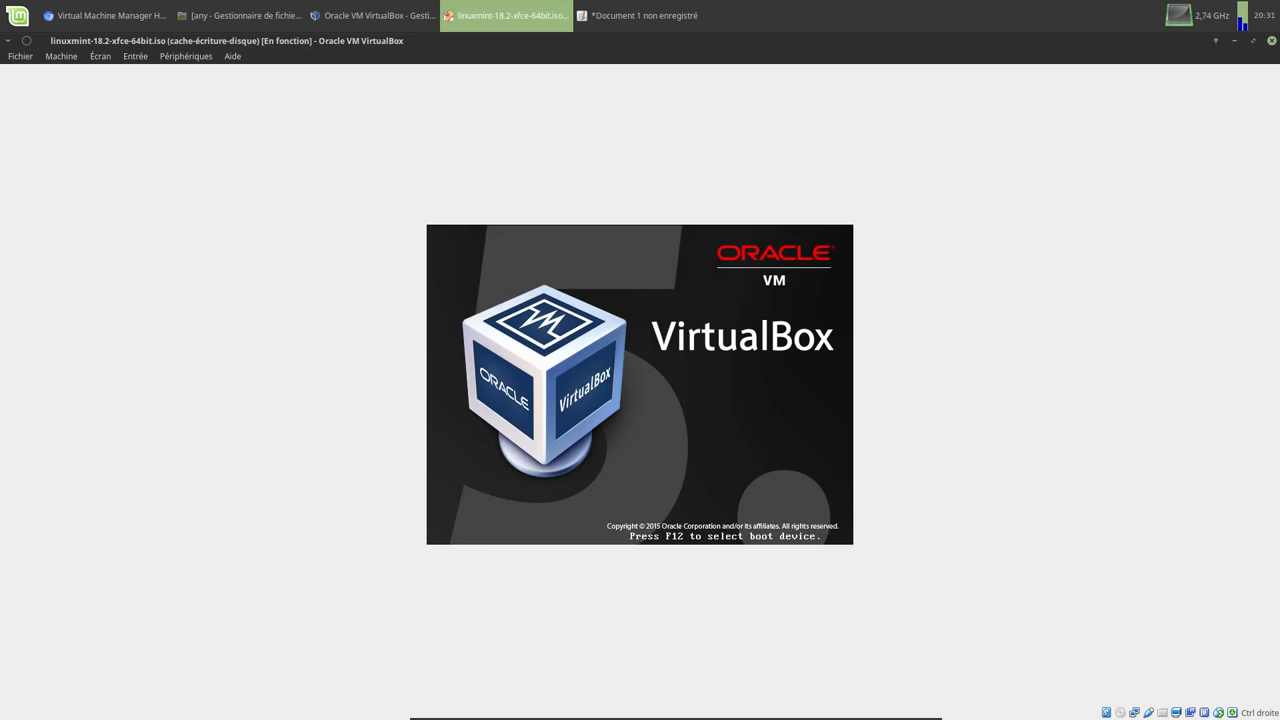 Virtual Machine Manager H... [any - Gestionnaire de fichie... Oracle VM VirtualBox - Gesti... linuxmint-18.2-xfce-64bit.iso... *Document 1 non enregistré 2,74 GHz 20:31
linuxmint-18.2-xfce-64bit.iso (cache-écriture-disque) [En fonction] - Oracle VM VirtualBox
Fichier Machine Écran Entrée Périphériques Aide
ORACLE®
VM
VirtualBox
ORACLE
VirtualBox
5.
Copyright © 2015 Oracle Corporation and/or its affiliates. All rights reserved.
Press F12 to select boot device.
Ctrl droite